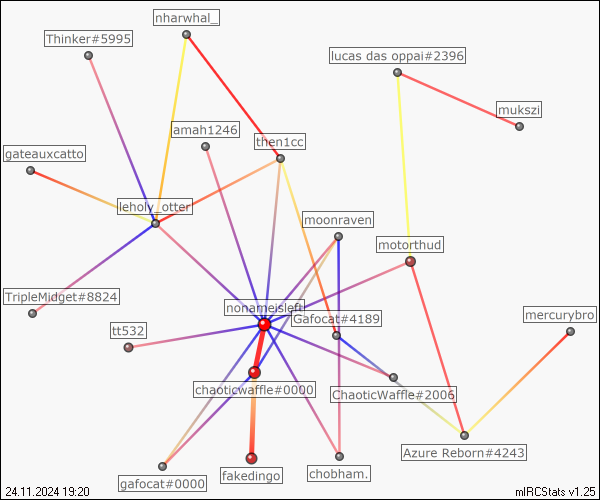 nharwhal_
Thinker#5995
lucas das oppai#2396
mukszi
amah1246
then1cc
gateauxcatto
leholy_otter
moonraven
motorthud
TripleMidget#8824
nonameisleft
Gafocat#4189
mercurybro
tt532
chaoticwaffle#0000
ChaoticWaffle#2006
Azure Reborn#4243
gafocat#0000
fakedingo
chobham.
24.11.2024 19:20
mIRCStats v1.25